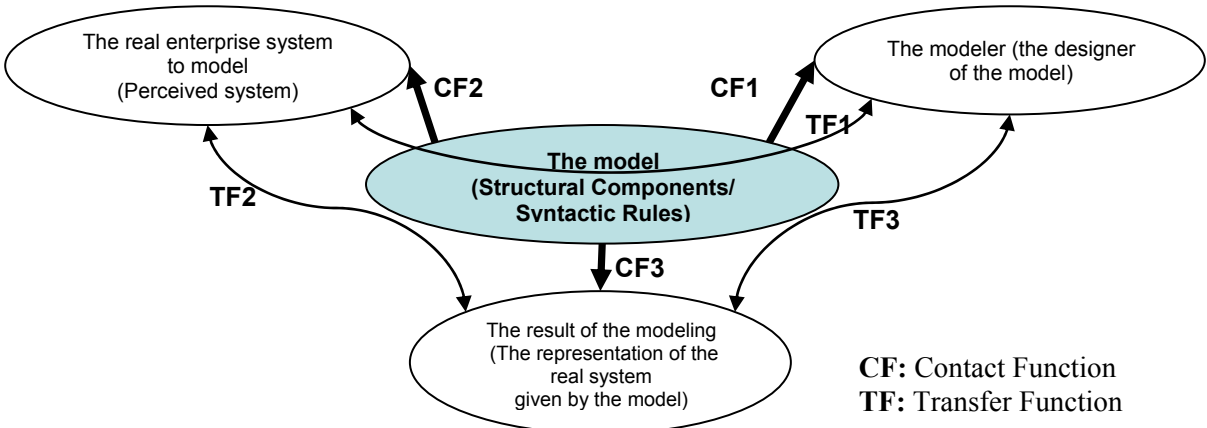 The real enterprise system
to model
(Perceived system)
The modeler (the designer
of the model)
CF2
CF1
TF1
The model
(Structural Components/
Syntactic Rules)
TF2
TF3
CF3
The result of the modeling
(The representation of the
real system
given by the model)
CF: Contact Function
TF: Transfer Function